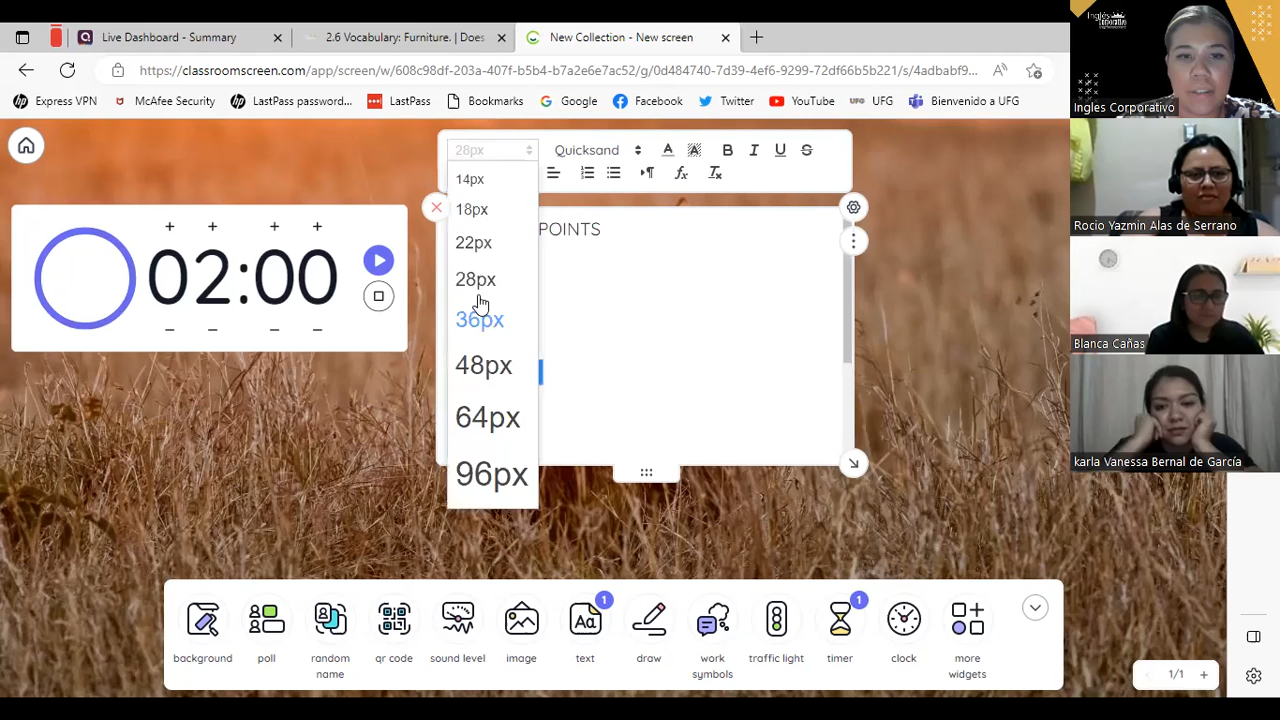 Live Dashboard - Summary
2.6 Vocabulary: Furniture. | Does
New Collection - New screen
https://classroomscreen.com/app/screen/w/608c98df-203a-407f-b5b4-b7a2e6e7ac52/g/0d484740-7d39-4ef6-9299-72df66b5b221/s/4adbabf9...
Express VPN
McAfee Security
LastPass password...
LastPass
Bookmarks
Google
Facebook
Twitter
YouTube
UFG
Bienvenido a UFG
28px
Quicksand
14px
18px
22px
28px
36px
48px
64px
96px
POINTS
02:00
background
poll
random name
qr code
sound level
image
text
1
draw
work symbols
traffic light
timer
1
clock
more widgets
1/1
Inglés Corporativo
Ingles Corporativo
Rocio Yazmin Alas de Serrano
Blanca Cañas
karla Vanessa Bernal de García